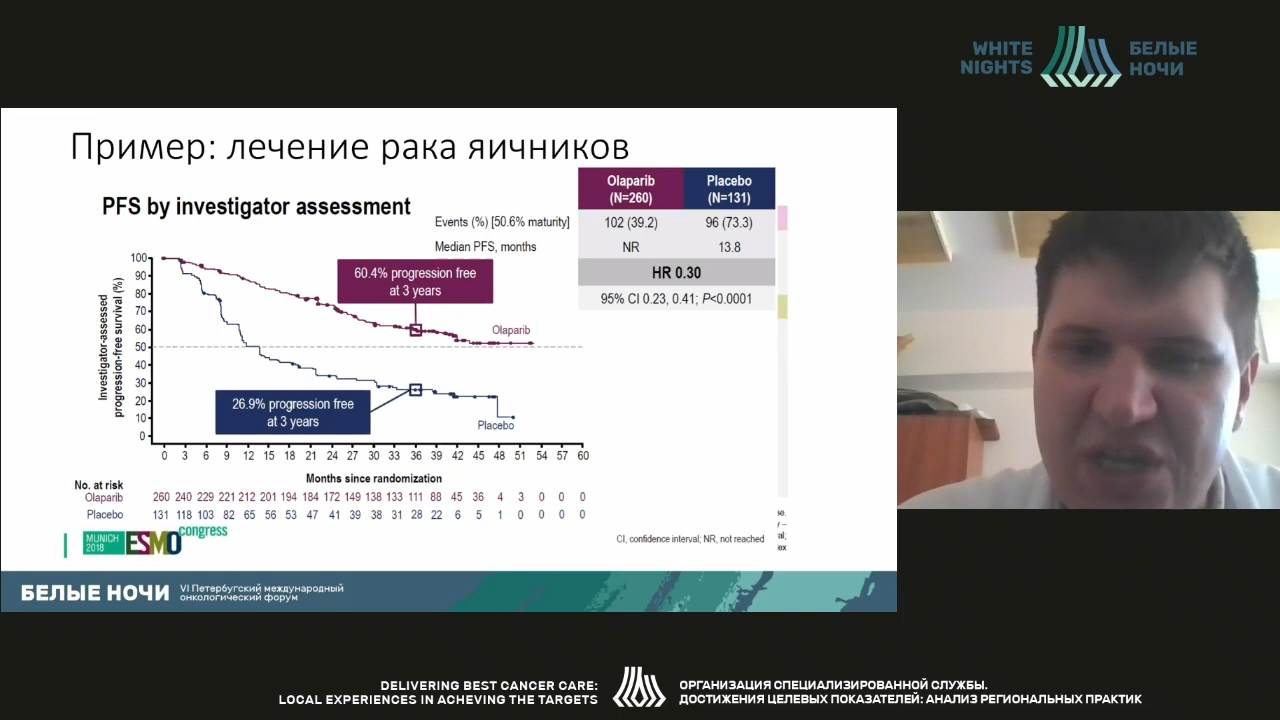 WHITE NIGHTS
БЕЛЫЕ НОЧИ
Пример: лечение рака яичников
PFS by investigator assessment
Olaparib (N=260)
Placebo (N=131)
Events (%) [50.6% maturity] 102 (39.2) 96 (73.3)
Median PFS, months NR 13.8
HR 0.30
95% CI 0.23, 0.41; P<0.0001
Investigator-assessed
progression-free survival (%)
100
90
80
70
60
50
40
30
20
10
0
60.4% progression free
at 3 years
Olaparib
26.9% progression free
at 3 years
Placebo
0 3 6 9 12 15 18 21 24 27 30 33 36 39 42 45 48 51 54 57 60
Months since randomization
No. at risk
Olaparib 260 240 229 221 212 201 194 184 172 149 138 133 111 88 45 36 4 3 0 0 0
Placebo 131 118 103 82 65 56 53 47 41 39 38 31 28 22 6 5 1 0 0 0 0
MUNICH
2018
ESMO congress
CI, confidence interval; NR, not reached
БЕЛЫЕ НОЧИ
VI Петербугский международный
онкологический форум
DELIVERING BEST CANCER CARE:
LOCAL EXPERIENCES IN ACHEVING THE TARGETS
ОРГАНИЗАЦИЯ СПЕЦИАЛИЗИРОВАННОЙ СЛУЖБЫ.
ДОСТИЖЕНИЯ ЦЕЛЕВЫХ ПОКАЗАТЕЛЕЙ: АНАЛИЗ РЕГИОНАЛЬНЫХ ПРАКТИК